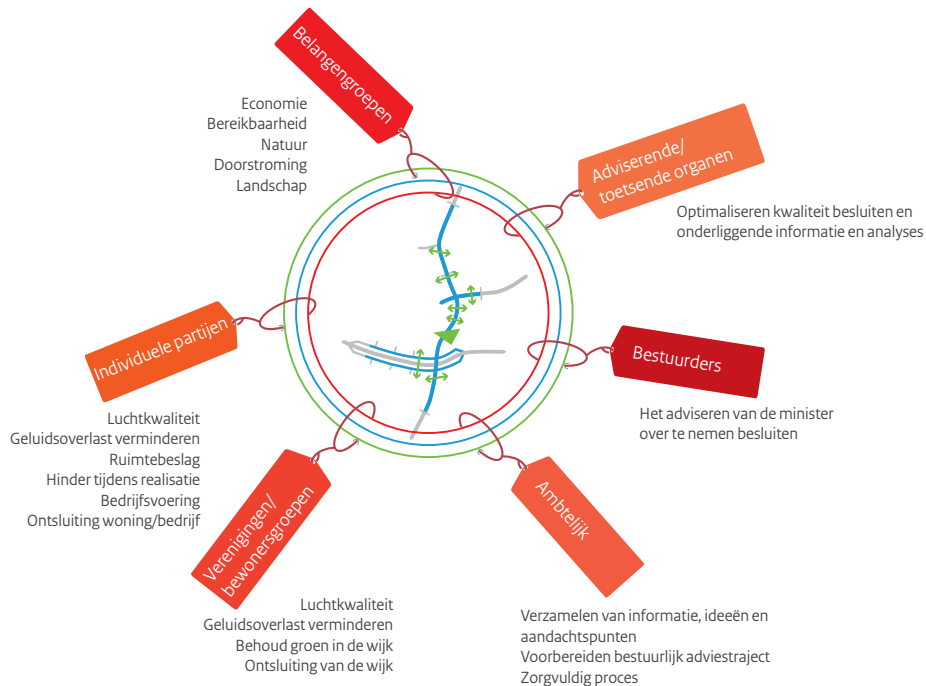 Belangengroepen
Economie
Bereikbaarheid
Natuur
Doorstroming
Landschap
Adviserende/
toetsende organen
Optimaliseren kwaliteit besluiten en
onderliggende informatie en analyses
Individuele partijen
Luchtkwaliteit
Geluidsoverlast verminderen
Ruimtebeslag
Hinder tijdens realisatie
Bedrijfsvoering
Ontsluiting woning/bedrijf
Bestuurders
Het adviseren van de minister
over te nemen besluiten
Verenigingen/
bewonersgroepen
Luchtkwaliteit
Geluidsoverlast verminderen
Behoud groen in de wijk
Ontsluiting van de wijk
Ambtelijk
Verzamelen van informatie, ideeën en
aandachtspunten
Voorbereiden bestuurlijk adviestraject
Zorgvuldig proces